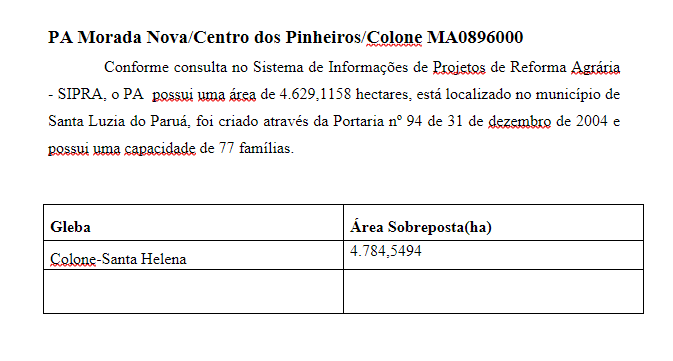 PA Morada Nova/Centro dos Pinheiros/Colone MA0896000
Conforme consulta no Sistema de Informações de Projetos de Reforma Agrária
- SIPRA, o PA  possui uma área de 4.629,1158 hectares, está localizado no município de
Santa Luzia do Paruá, foi criado através da Portaria nº 94 de 31 de dezembro de 2004 e
possui uma capacidade de 77 famílias.
Gleba Área Sobreposta(ha)
Colone-Santa Helena 4.784,5494